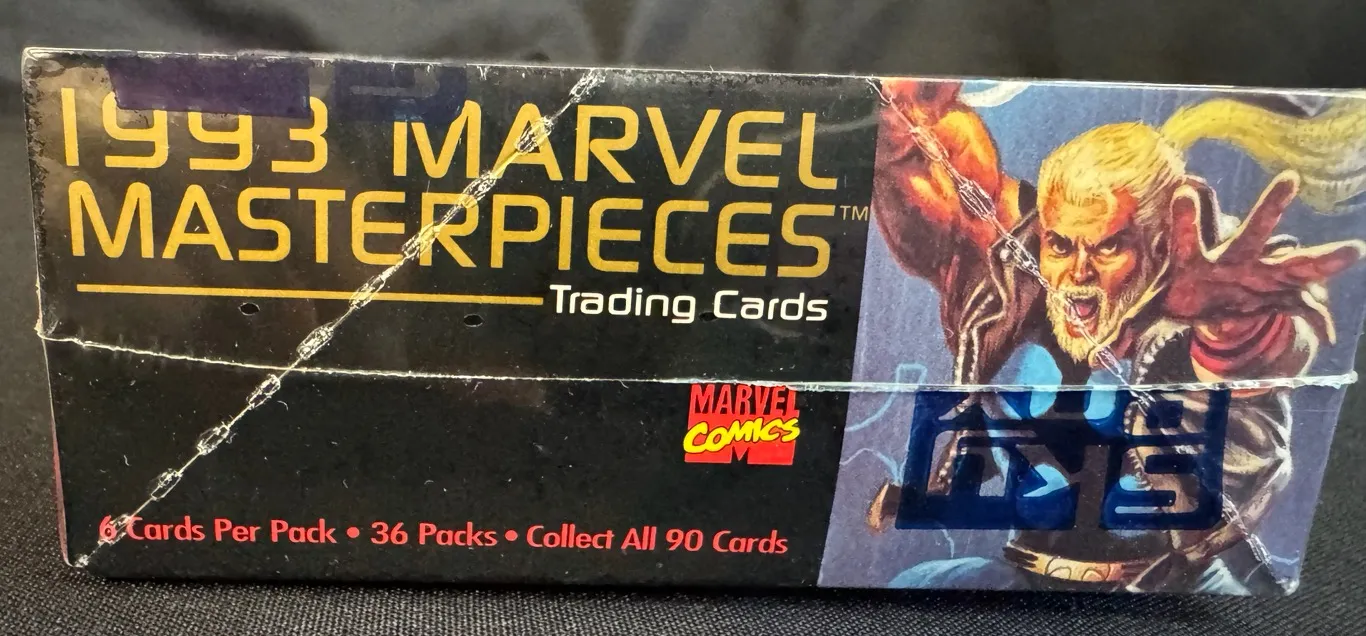 1993 MARVEL
MASTERPIECES™
Trading Cards
MARVEL
COMICS
6 Cards Per Pack • 36 Packs • Collect All 90 Cards